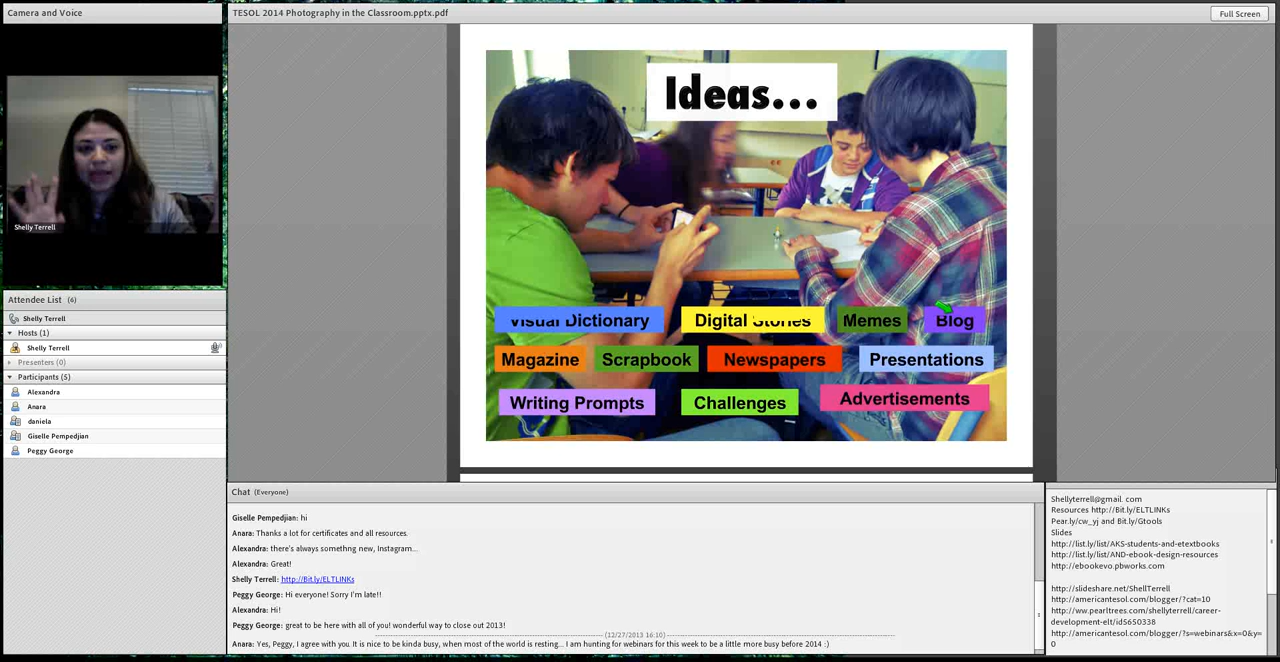 Camera and Voice
Shelly Terrell
Attendee List (4)
Shelly Terrell
Hosts (1)
Shelly Terrell
Presenters (0)
Participants (5)
Alexandra
Anara
daniela
Giselle Pempedjian
Peggy George
TESOL 2014 Photography in the Classroom.pptx.pdf
Full Screen
Ideas...
Visual Dictionary
Digital Stories
Memes
Blog
Magazine
Scrapbook
Newspapers
Presentations
Writing Prompts
Challenges
Advertisements
Chat (Everyone)
Giselle Pempedjian: hi
Anara: Thanks a lot for certificates and all resources.
Alexandra: there's always somethng new, Instagram...
Alexandra: Great!
Shelly Terrell: http://Bit.ly/ELTLINKs
Peggy George: Hi everyone! Sorry I'm late!!
Alexandra: Hi!
Peggy George: great to be here with all of you! wonderful way to close out 2013!
(12/27/2013 16:10)
Anara: Yes, Peggy, I agree with you. It is nice to be kinda busy, when most of the world is resting... I am hunting for webinars for this week to be a little more busy before 2014 :)
Shellyterrell@gmail. com
Resources http://Bit.ly/ELTLINKs
Pear.ly/cw_yj and Bit.ly/Gtools
Slides
http://list.ly/list/AKS-students-and-etextbooks
http://list.ly/list/AND-ebook-design-resources
http://ebookevo.pbworks.com
http://slideshare.net/ShellTerrell
http://americantesol.com/blogger/?cat=10
http://ww.pearltrees.com/shellyterrell/career-
development-elt/id5650338
http://americantesol.com/blogger/?s=webinars&x=0&y=
0